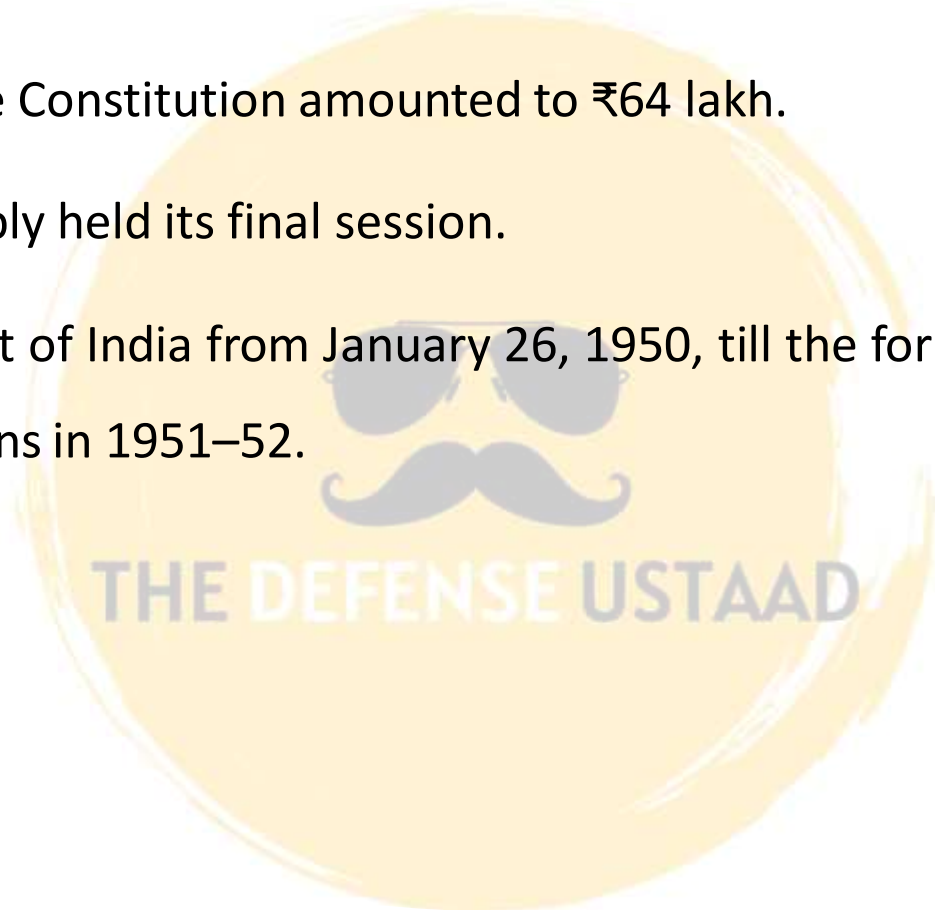 e Constitution amounted to ₹64 lakh.
bly held its final session.
t of India from January 26, 1950, till the for
ns in 1951–52.
THE DEFENSE USTAAD